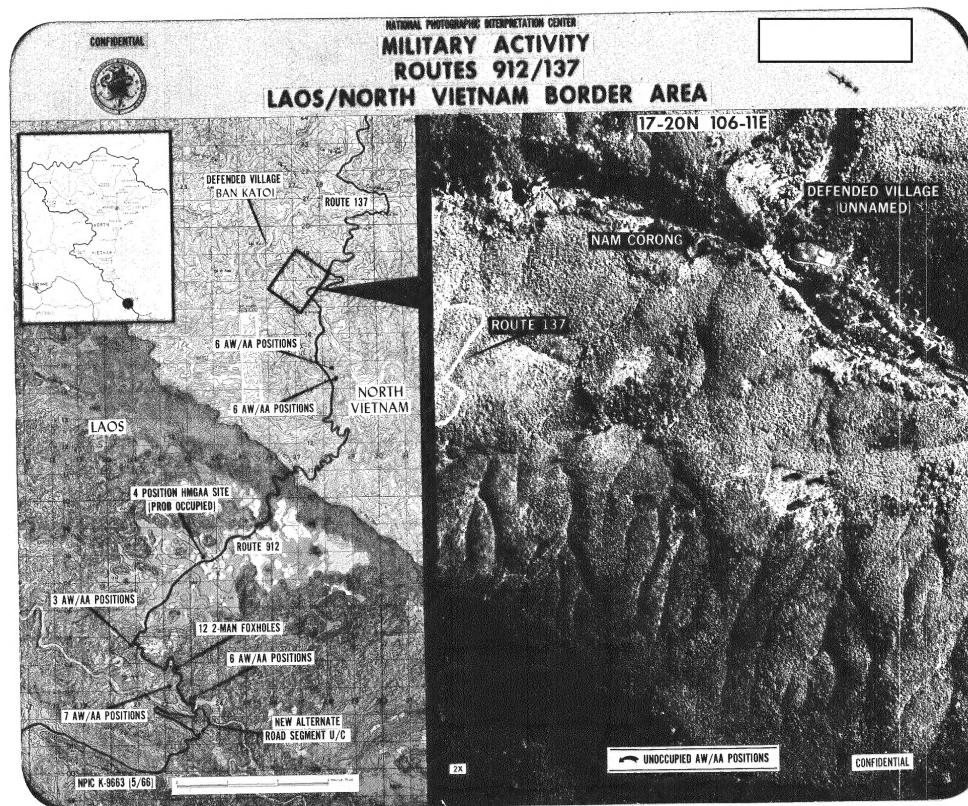 NATIONAL PHOTOGRAPHIC INTERPRETATION CENTER
CONFIDENTIAL
MILITARY ACTIVITY
ROUTES 912/137
LAOS/NORTH VIETNAM BORDER AREA
17-20N 106-11E
DEFENDED VILLAGE
[BAN KATOI]
ROUTE 137
DEFENDED VILLAGE
[UNNAMED]
NAM CORONG
ROUTE 137
6 AW/AA POSITIONS
6 AW/AA POSITIONS
NORTH
VIETNAM
LAOS
4 POSITION HMGAA SITE
[PROB OCCUPIED]
ROUTE 912
3 AW/AA POSITIONS
12 2-MAN FOXHOLES
6 AW/AA POSITIONS
7 AW/AA POSITIONS
NEW ALTERNATE
ROAD SEGMENT U/C
NPIC K-9663 [5/66]
2X
UNOCCUPIED AW/AA POSITIONS
CONFIDENTIAL